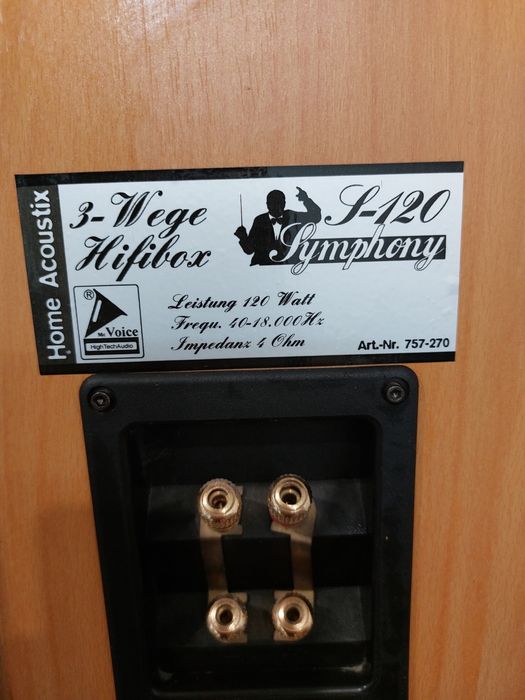 Home Acoustix
3-Wege
Hifibox
S-120
Symphony
®
Mc Voice
HighTechAudio
Leistung 120 Watt
Frequ. 40-18.000Hz
Impedanz 4 Ohm
Art.-Nr. 757-270